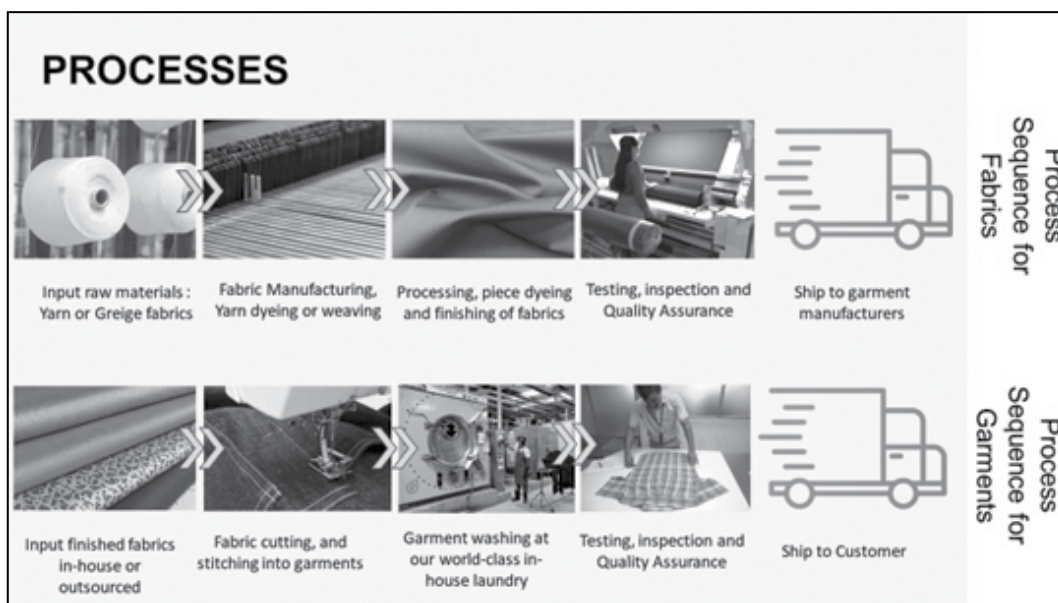 PROCESSES
Input raw materials :
Yarn or Greige fabrics
Fabric Manufacturing,
Yarn dyeing or weaving
Processing, piece dyeing
and finishing of fabrics
Testing, inspection and
Quality Assurance
Ship to garment
manufacturers
Process
Sequence for
Fabrics
Input finished fabrics
in-house or
outsourced
Fabric cutting, and
stitching into garments
Garment washing at
our world-class in-
house laundry
Testing, inspection and
Quality Assurance
Ship to Customer
Process
Sequence for
Garments